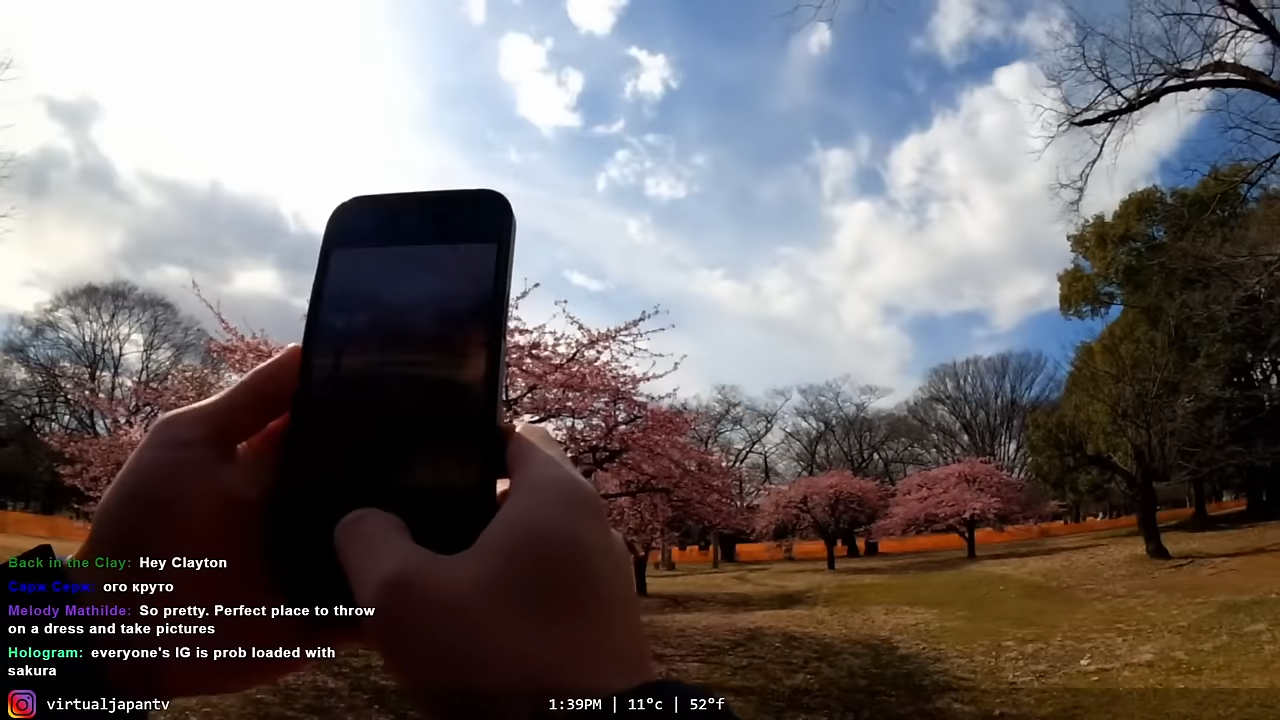 Back in the Clay: Hey Clayton
Серж Серж: ого круто
Melody Mathilde: So pretty. Perfect place to throw
on a dress and take pictures
Hologram: everyone's IG is prob loaded with
sakura
virtualjapantv
1:39PM | 11°c | 52°f